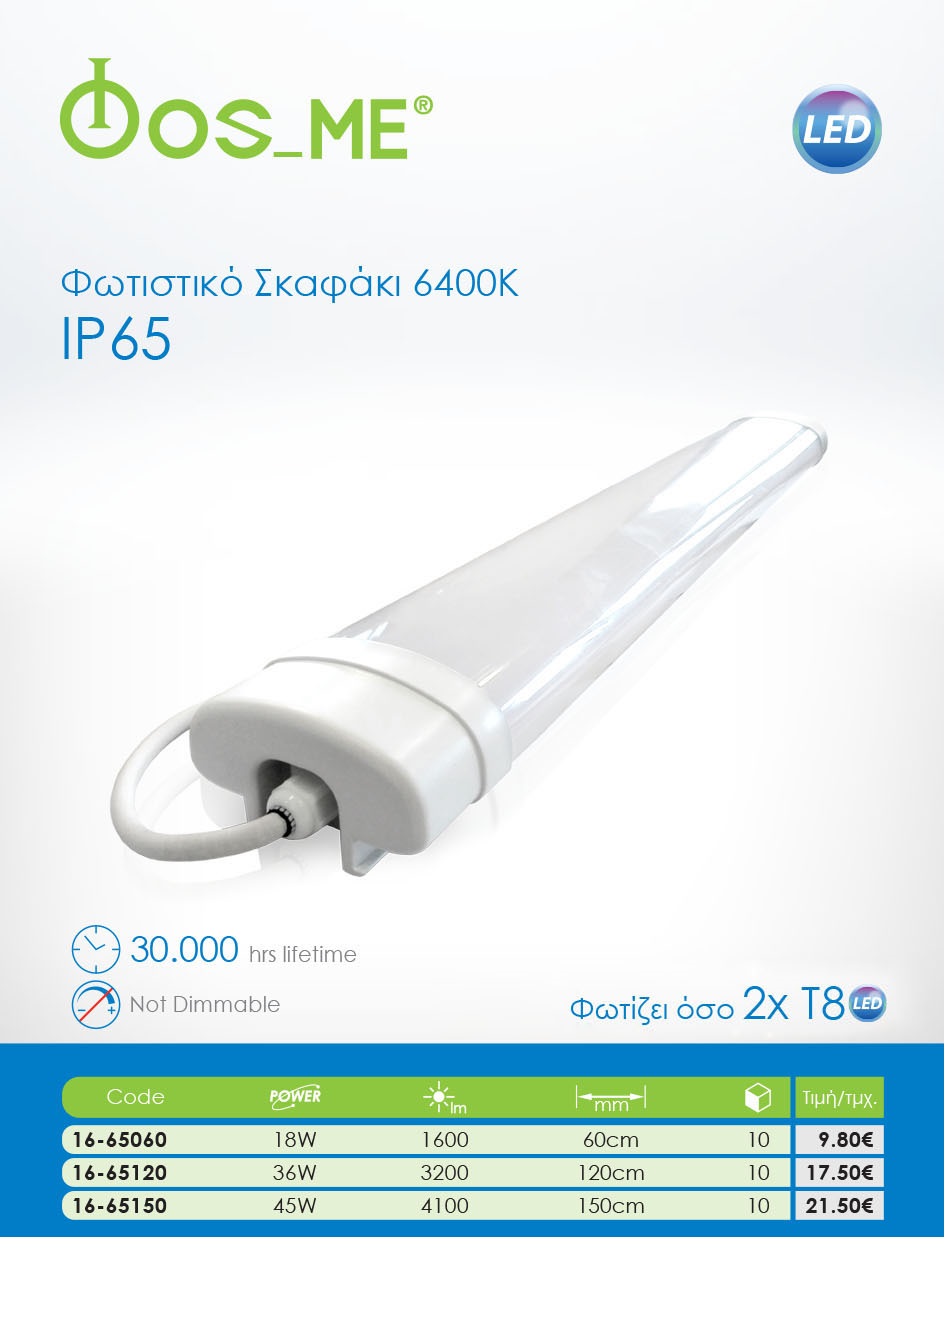 Φos_ME®
LED
Φωτιστικό Σκαφάκι 6400K
IP65
30.000 hrs lifetime
Not Dimmable
Φωτίζει όσο 2x T8 LED
Code POWER lm mm Τιμή/τμχ.
16-65060 18W 1600 60cm 10 9.80€
16-65120 36W 3200 120cm 10 17.50€
16-65150 45W 4100 150cm 10 21.50€